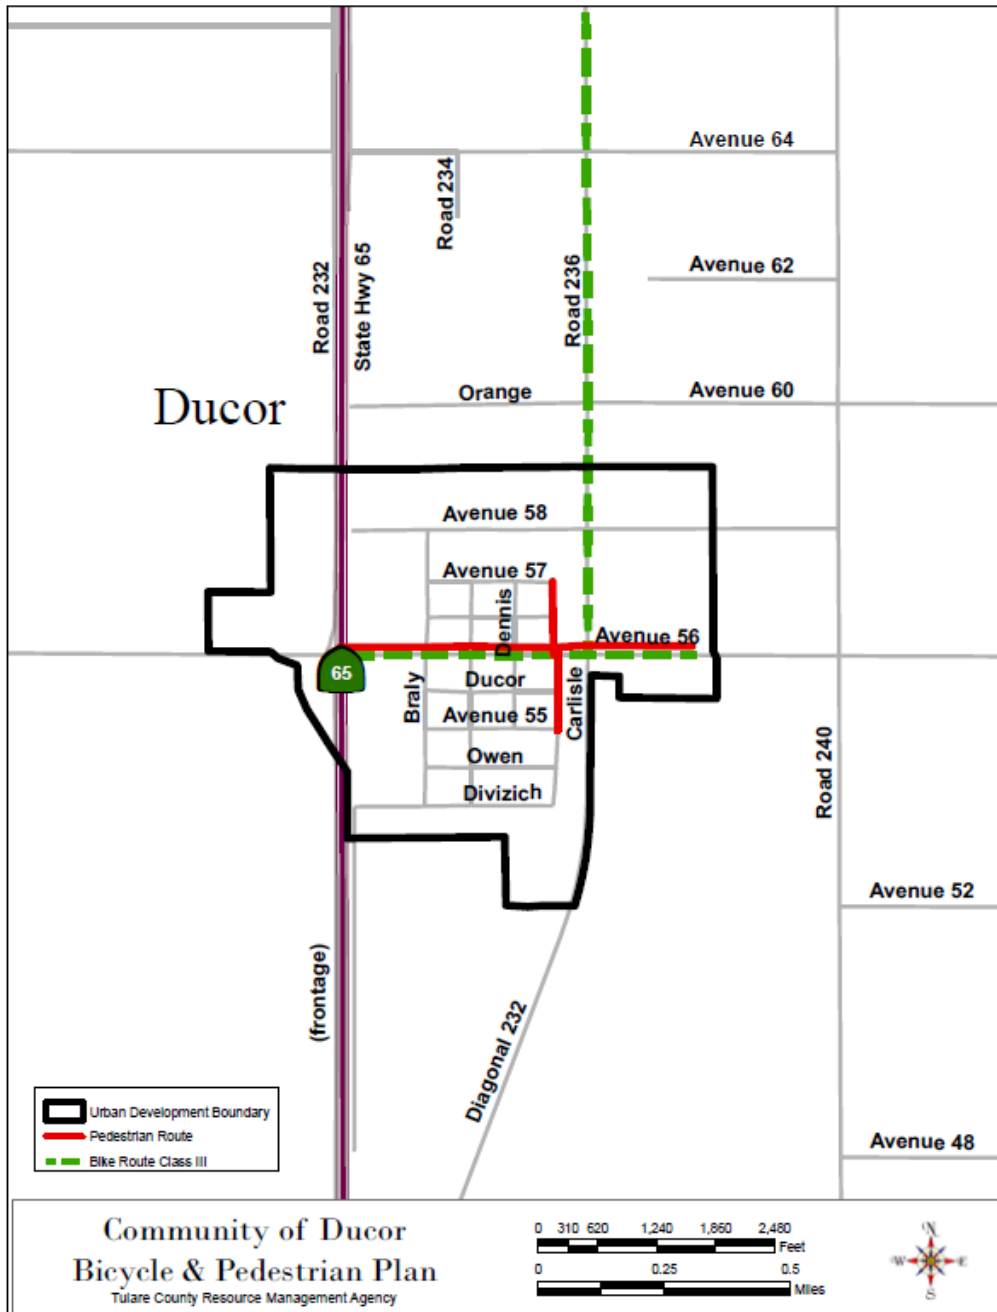 Avenue 64
Road 234
Avenue 62
Road 232
State Hwy 65
Road 236
Orange
Avenue 60
Ducor
Avenue 58
Avenue 57
Dennis
Avenue 56
65
Braly
Ducor
Carlisle
Avenue 55
Owen
Divizich
Road 240
Avenue 52
(frontage)
Diagonal 232
Avenue 48
Urban Development Boundary
Pedestrian Route
Bike Route Class III
Community of Ducor
Bicycle & Pedestrian Plan
Tulare County Resource Management Agency
0 310 620 1,240 1,860 2,480
Feet
0 0.25 0.5
Miles
N
W E
S